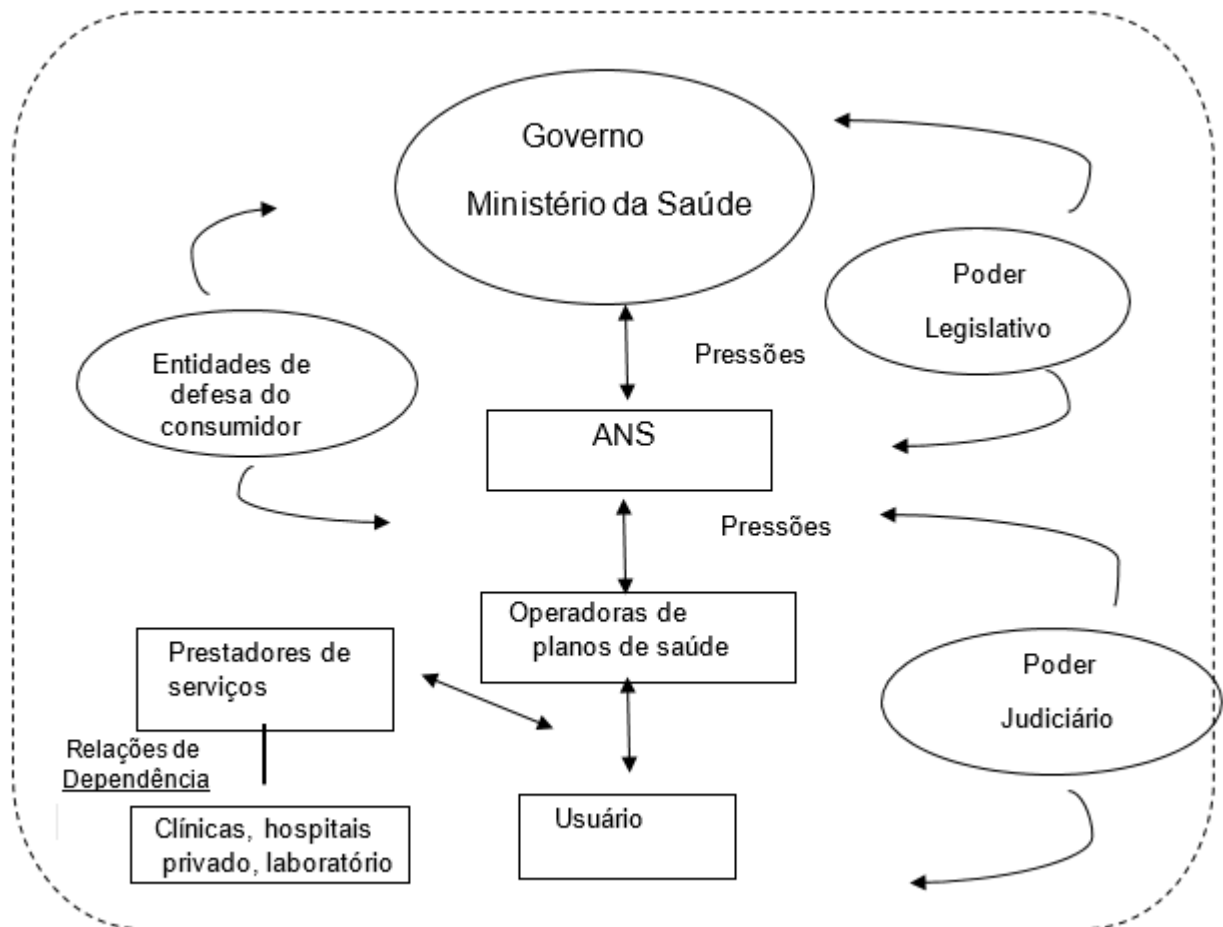 Governo
Ministério da Saúde
Poder
Legislativo
Pressões
Entidades de
defesa do
consumidor
ANS
Pressões
Operadoras de
planos de saúde
Prestadores de
serviços
Poder
Judiciário
Relações de
Dependência
Usuário
Clínicas, hospitais
privado, laboratório